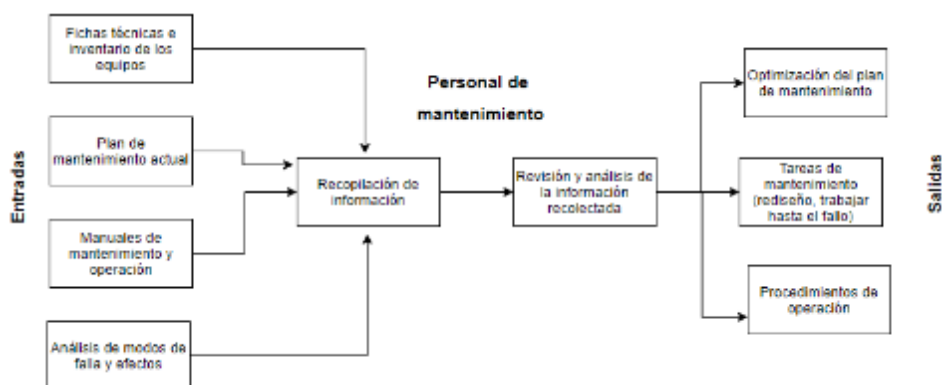 Entradas
Fichas técnicas e
inventario de los
equipos
Plan de
mantenimiento actual
Manuales de
mantenimiento y
operación
Análisis de modos de
falla y efectos
Personal de
mantenimiento
Recopilación de
información
Revisión y análisis de
la información
recolectada
Optimización del plan
de mantenimiento
Tareas de
mantenimiento
(rediseño, trabajar
hasta el fallo)
Procedimientos de
operación
Salidas